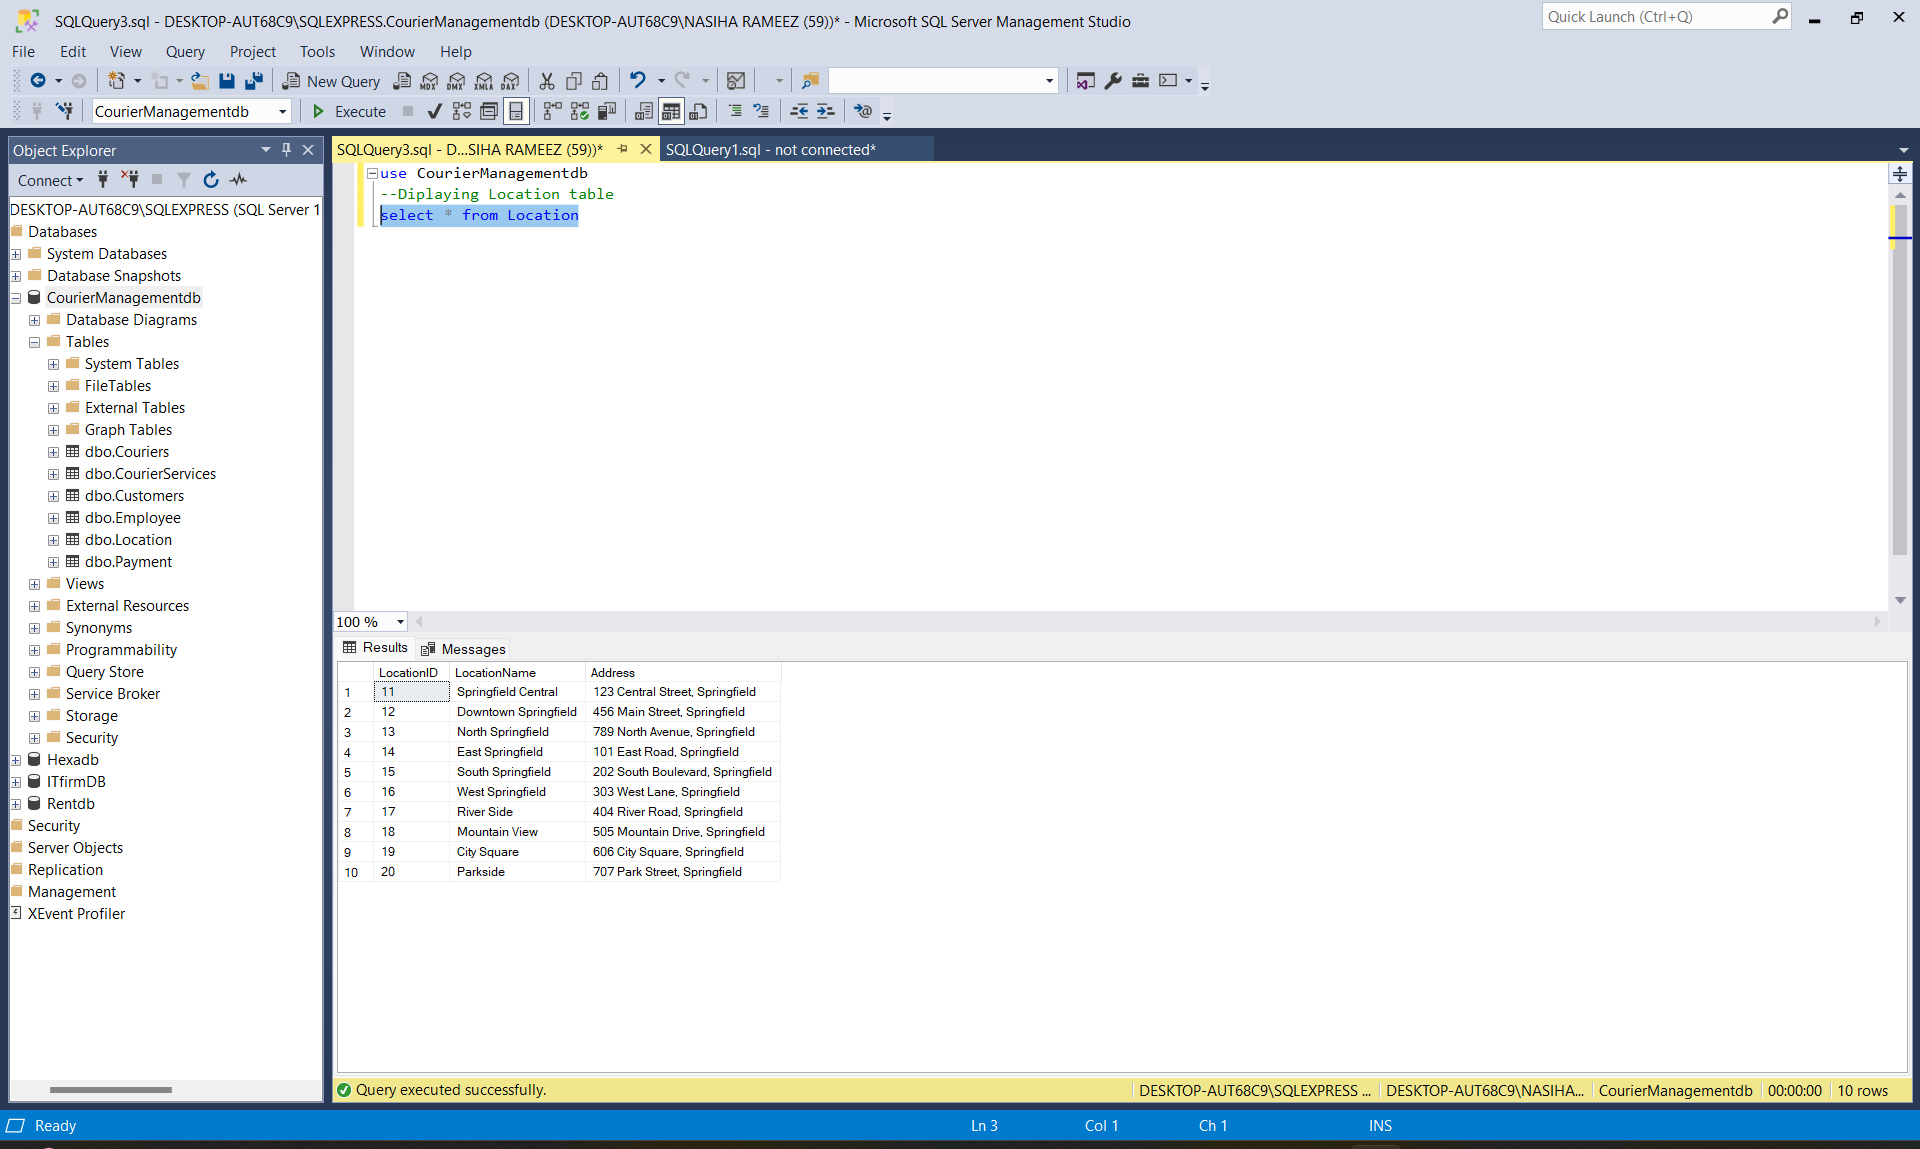 SQLQuery3.sql - DESKTOP-AUT68C9\SQLEXPRESS.CourierManagementdb (DESKTOP-AUT68C9\NASIHA RAMEEZ (59))* - Microsoft SQL Server Management Studio
Quick Launch (Ctrl+Q)
File Edit View Query Project Tools Window Help
New Query MDX DMX XMLA DAX
CourierManagementdb Execute
Object Explorer
SQLQuery3.sql - D...SIHA RAMEEZ (59))* SQLQuery1.sql - not connected*
Connect
DESKTOP-AUT68C9\SQLEXPRESS (SQL Server 1
Databases
System Databases
Database Snapshots
CourierManagementdb
Database Diagrams
Tables
System Tables
FileTables
External Tables
Graph Tables
dbo.Couriers
dbo.CourierServices
dbo.Customers
dbo.Employee
dbo.Location
dbo.Payment
Views
External Resources
Synonyms
Programmability
Query Store
Service Broker
Storage
Security
Hexadb
ITfirmDB
Rentdb
Security
Server Objects
Replication
Management
XEvent Profiler
use CourierManagementdb
--Diplaying Location table
select * from Location
100 %
Results Messages
LocationID LocationName Address
1 11 Springfield Central 123 Central Street, Springfield
2 12 Downtown Springfield 456 Main Street, Springfield
3 13 North Springfield 789 North Avenue, Springfield
4 14 East Springfield 101 East Road, Springfield
5 15 South Springfield 202 South Boulevard, Springfield
6 16 West Springfield 303 West Lane, Springfield
7 17 River Side 404 River Road, Springfield
8 18 Mountain View 505 Mountain Drive, Springfield
9 19 City Square 606 City Square, Springfield
10 20 Parkside 707 Park Street, Springfield
Query executed successfully. DESKTOP-AUT68C9\SQLEXPRESS ... DESKTOP-AUT68C9\NASIHA... CourierManagementdb 00:00:00 10 rows
Ready Ln 3 Col 1 Ch 1 INS